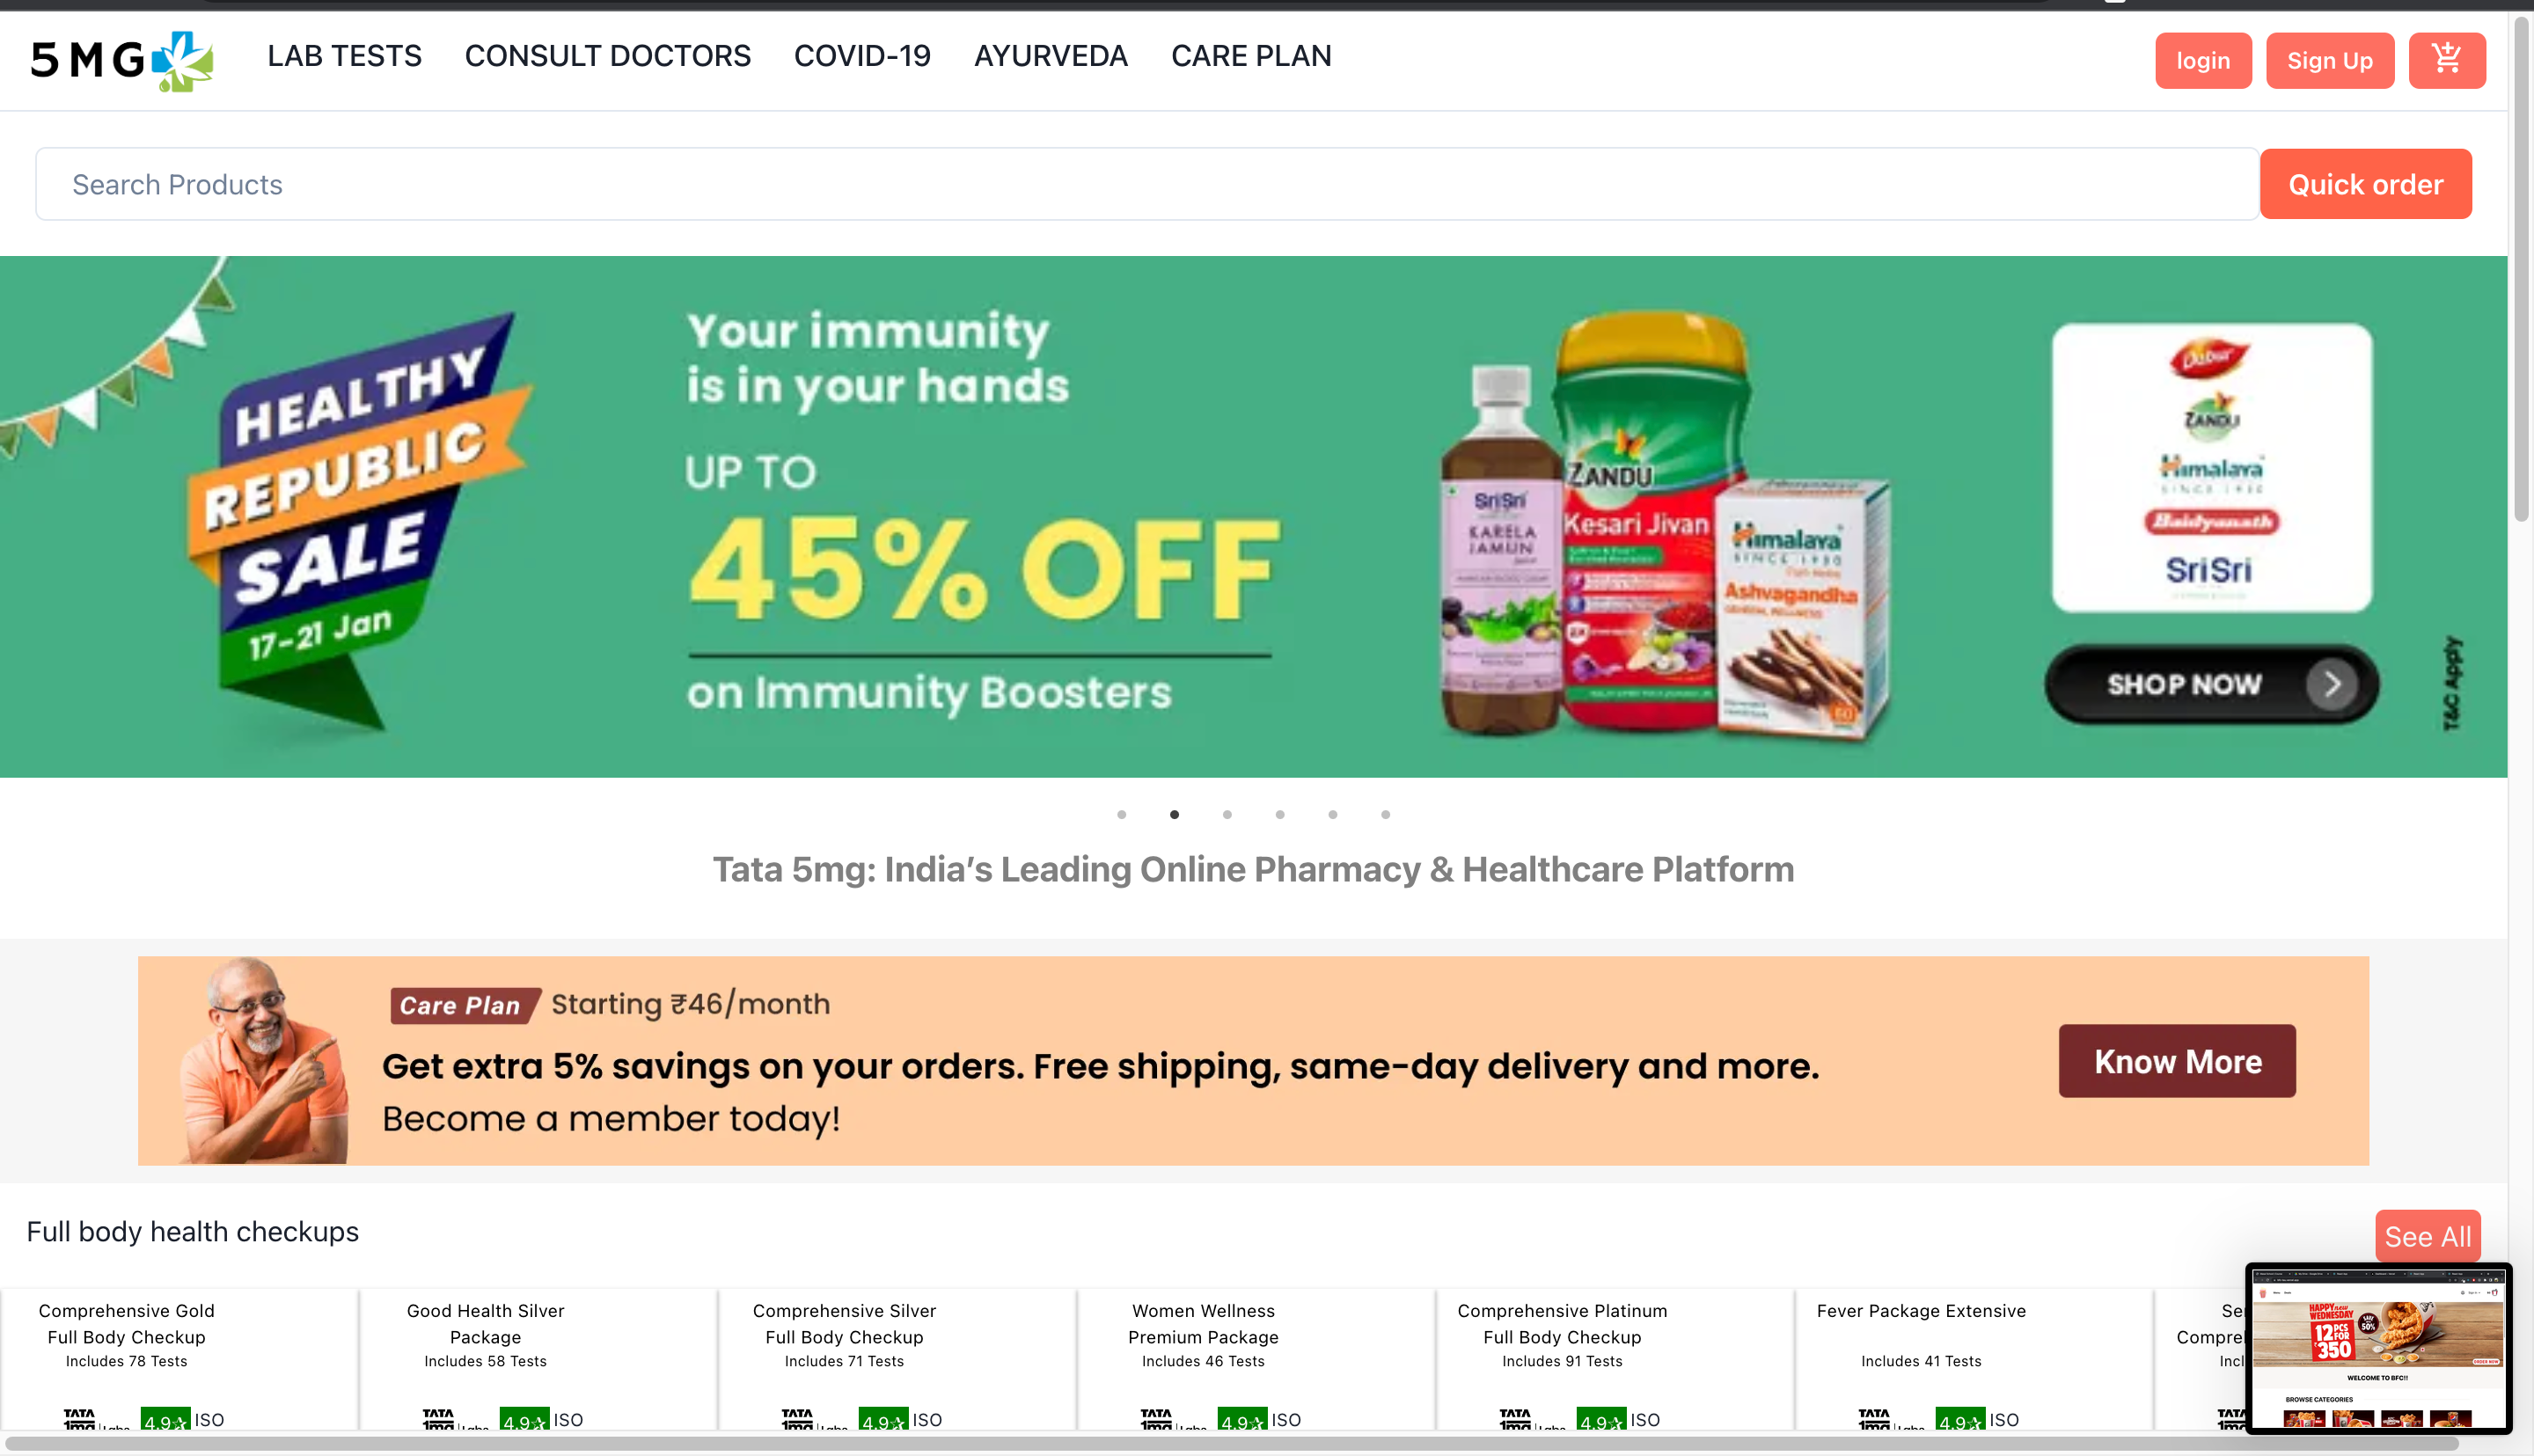 5MG
LAB TESTS
CONSULT DOCTORS
COVID-19
AYURVEDA
CARE PLAN
login
Sign Up
Search Products
Quick order
HEALTHY
REPUBLIC
SALE
17-21 Jan
Your immunity
is in your hands
UP TO
45% OFF
on Immunity Boosters
SriSri
KARELA
JAMUN
ZANDU
Kesari Jivan
Himalaya
SINCE 1930
Ashvagandha
GENERAL WELLNESS
60
Dabur
ZANDU
Himalaya
SINCE 1930
Baidyanath
SriSri
SHOP NOW
T&C Apply
Tata 5mg: India’s Leading Online Pharmacy & Healthcare Platform
Care Plan Starting ₹46/month
Get extra 5% savings on your orders. Free shipping, same-day delivery and more.
Become a member today!
Know More
Full body health checkups
See All
Comprehensive Gold
Full Body Checkup
Includes 78 Tests
TATA
1mg Labs 4.9☆ ISO
Good Health Silver
Package
Includes 58 Tests
TATA
1mg Labs 4.9☆ ISO
Comprehensive Silver
Full Body Checkup
Includes 71 Tests
TATA
1mg Labs 4.9☆ ISO
Women Wellness
Premium Package
Includes 46 Tests
TATA
1mg Labs 4.9☆ ISO
Comprehensive Platinum
Full Body Checkup
Includes 91 Tests
TATA
1mg Labs 4.9☆ ISO
Fever Package Extensive
Includes 41 Tests
TATA
1mg Labs 4.9☆ ISO
Se
Compre
Incl
TATA
1mg
HAPPY new
WEDNESDAY
12 PCS
FOR
350
50%
ORDER NOW
WELCOME TO BFC!!
BROWSE CATEGORIES